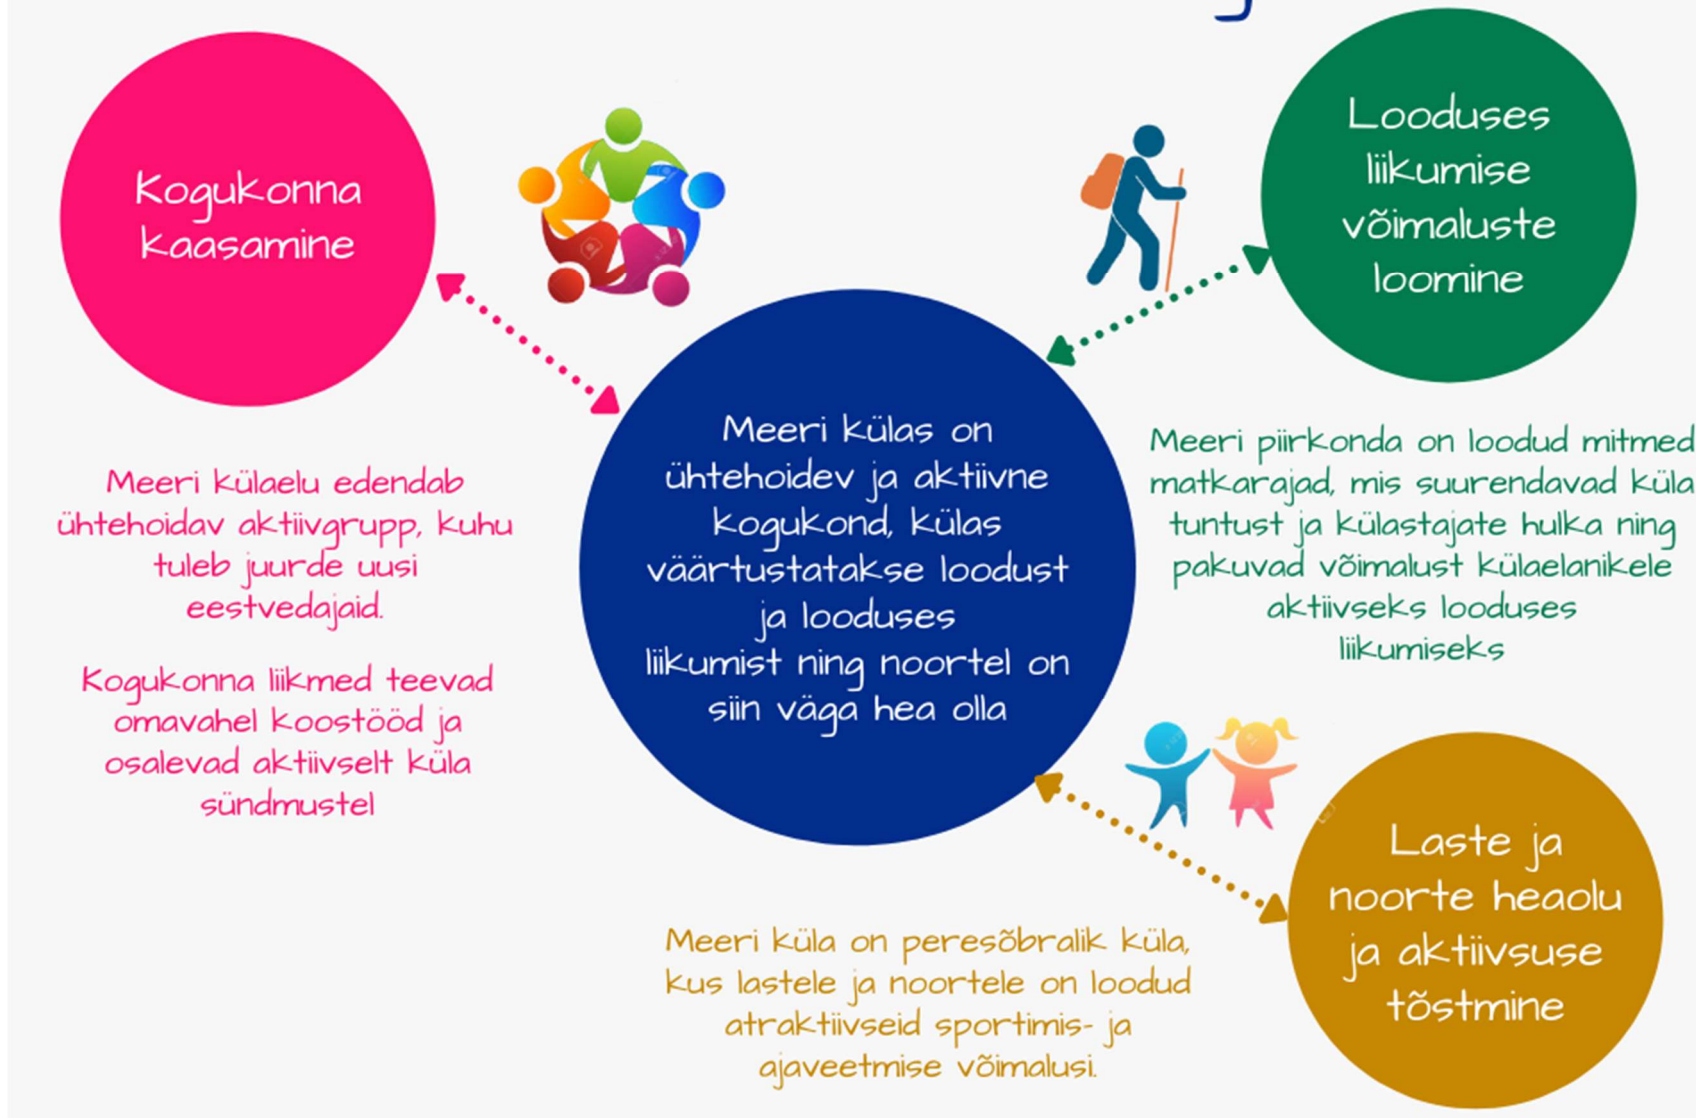 Kogukonna
kaasamine
Looduses
liikumise
võimaluste
loomine
Meeri külas on
ühtehoidev ja aktiivne
kogukond, külas
väärtustatakse loodust
ja looduses
liikumist ning noortel on
siin väga hea olla
Meeri külaelu edendab
ühtehoidav aktiivgrupp, kuhu
tuleb juurde uusi
eestvedajaid.
Kogukonna liikmed teevad
omavahel koostööd ja
osalevad aktiivselt küla
sündmustel
Meeri piirkonda on loodud mitmed
matkarajad, mis suurendavad küla
tuntust ja külastajate hulka ning
pakuvad võimalust külaelanikele
aktiivseks looduses
liikumiseks
Laste ja
noorte heaolu
ja aktiivsuse
tõstmine
Meeri küla on peresõbralik küla,
kus lastele ja noortele on loodud
atraktiivseid sportimis- ja
ajaveetmise võimalusi.